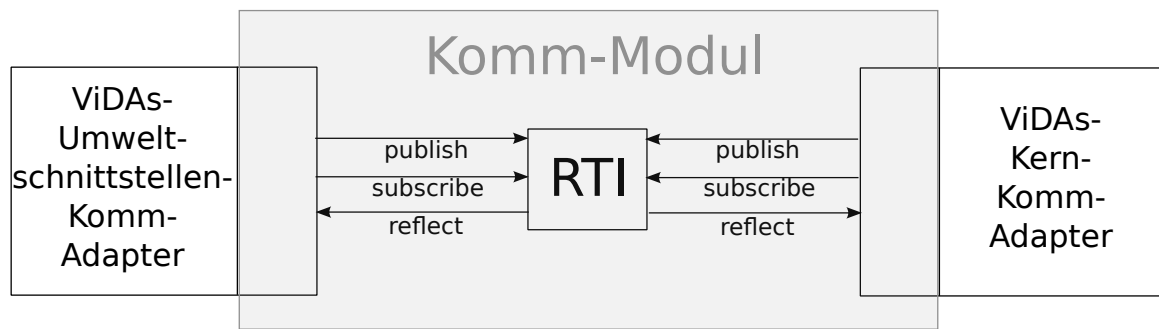 Komm-Modul
ViDAs-
Umwelt-
schnittstellen-
Komm-
Adapter
publish
subscribe
reflect
RTI
publish
subscribe
reflect
ViDAs-
Kern-
Komm-
Adapter